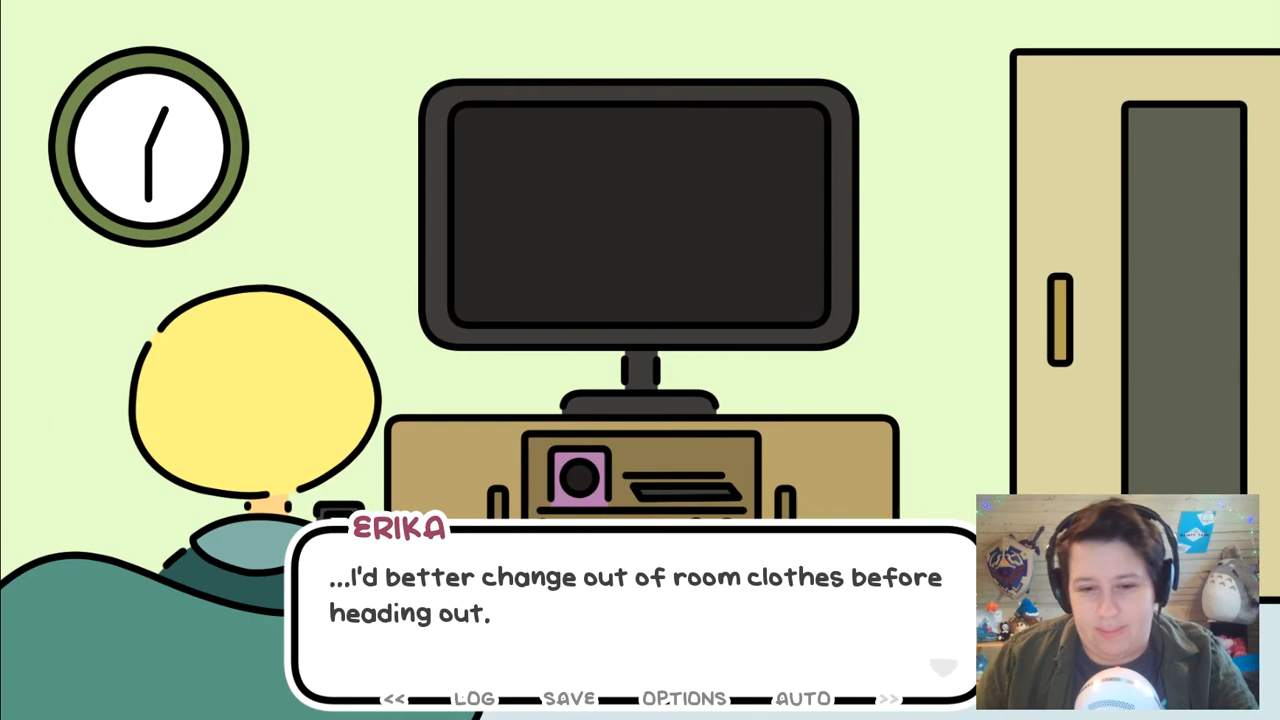 ERIKA
...I'd better change out of room clothes before
heading out.
<< LOG SAVE OPTIONS AUTO >>